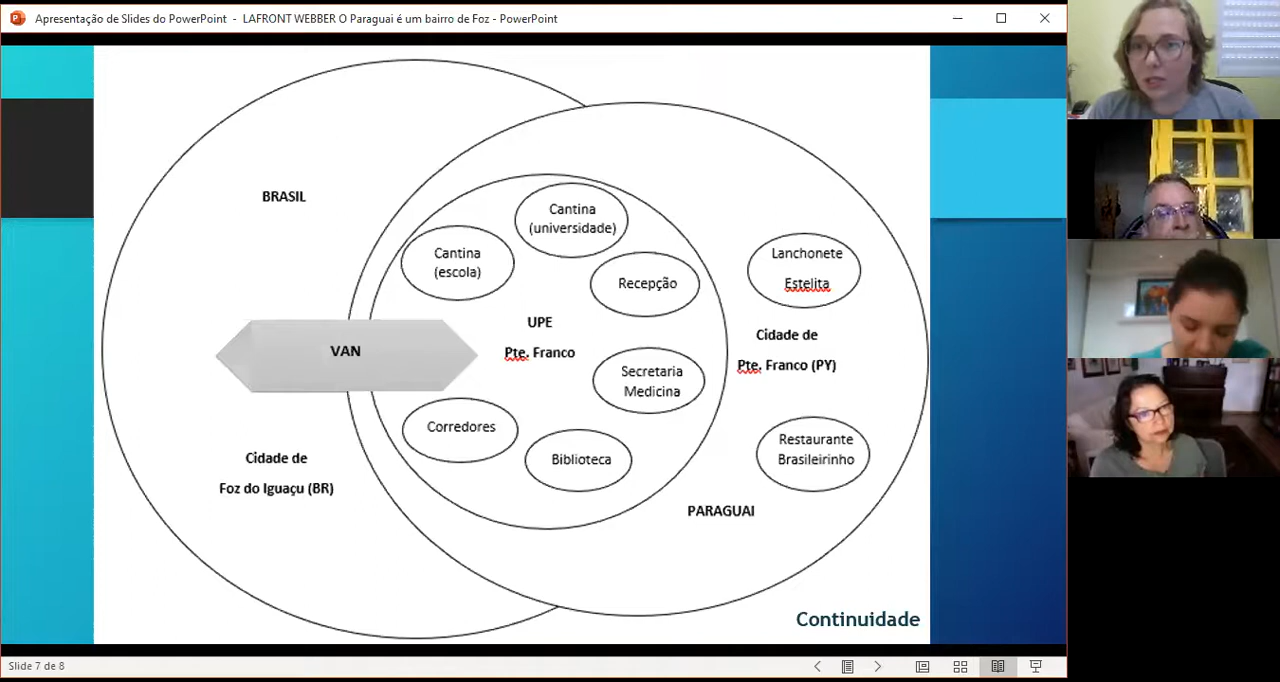 Apresentação de Slides do PowerPoint - LAFRONT WEBBER O Paraguai é um bairro de Foz - PowerPoint
BRASIL
Cantina
(universidade)
Cantina
(escola)
Recepção
Lanchonete
Estelita
UPE
Pte. Franco
VAN
Cidade de
Pte. Franco (PY)
Secretaria
Medicina
Corredores
Biblioteca
Restaurante
Brasileirinho
Cidade de
Foz do Iguaçu (BR)
PARAGUAI
Continuidade
Slide 7 de 8